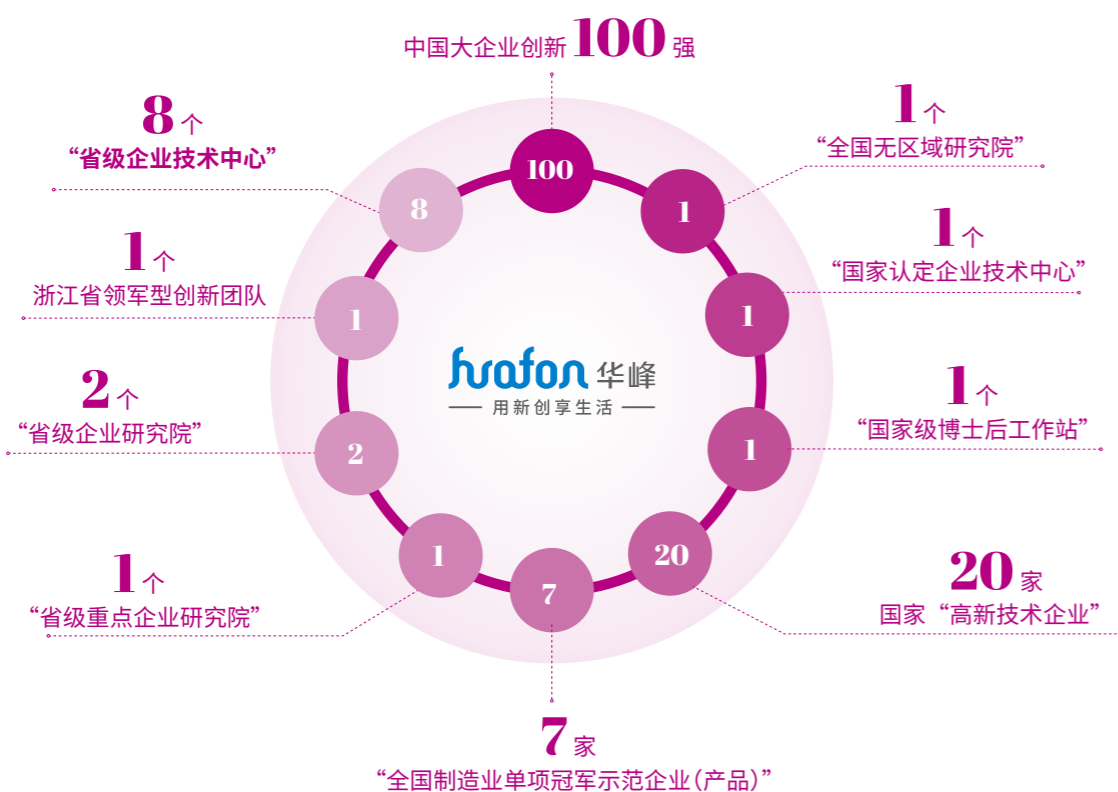 中国大企业创新100强
1个
“全国无区域研究院”
1个
“国家认定企业技术中心”
1个
“国家级博士后工作站”
20家
国家“高新技术企业”
7家
“全国制造业单项冠军示范企业（产品）”
1个
“省级重点企业研究院”
2个
“省级企业研究院”
1个
浙江省领军型创新团队
8个
“省级企业技术中心”
100
1
1
1
20
7
1
2
1
8
huafon 华峰
用新创享生活